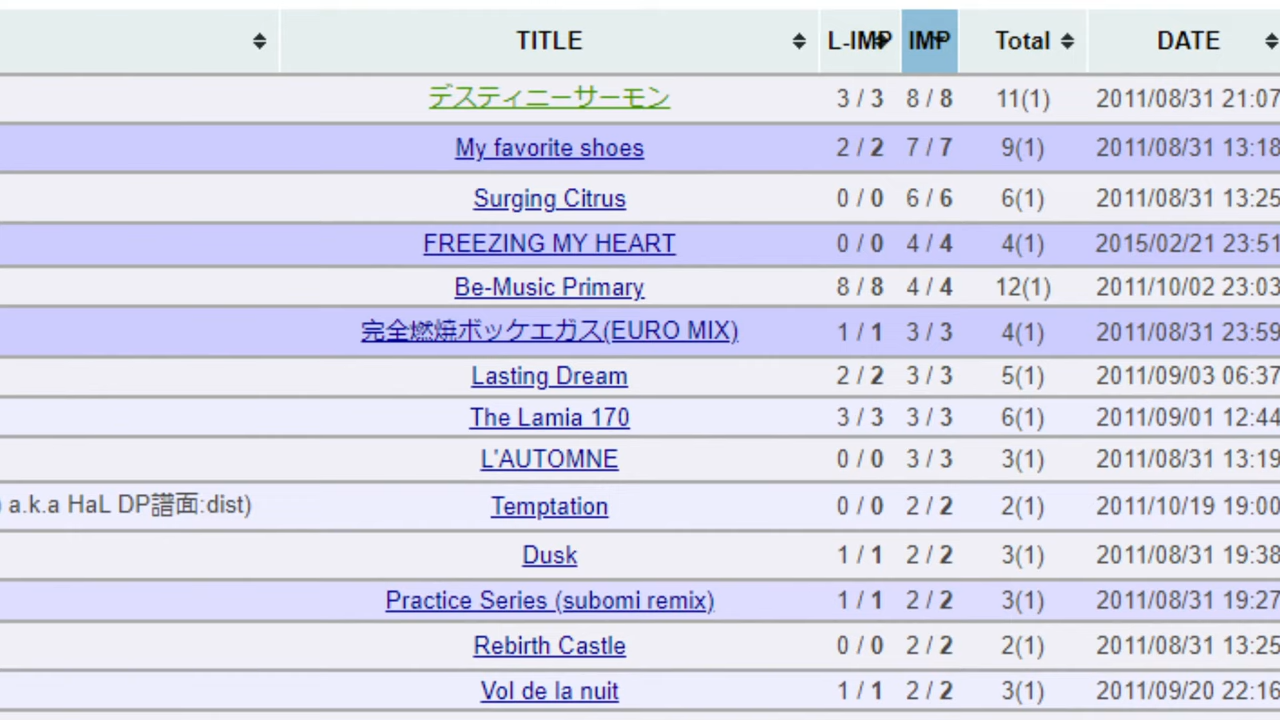 TITLE L-IMP IMP Total DATE
デスティニーサーモン 3 / 3 8 / 8 11(1) 2011/08/31 21:07
My favorite shoes 2 / 2 7 / 7 9(1) 2011/08/31 13:18
Surging Citrus 0 / 0 6 / 6 6(1) 2011/08/31 13:25
FREEZING MY HEART 0 / 0 4 / 4 4(1) 2015/02/21 23:51
Be-Music Primary 8 / 8 4 / 4 12(1) 2011/10/02 23:03
完全燃焼ボッケエガス(EURO MIX) 1 / 1 3 / 3 4(1) 2011/08/31 23:59
Lasting Dream 2 / 2 3 / 3 5(1) 2011/09/03 06:37
The Lamia 170 3 / 3 3 / 3 6(1) 2011/09/01 12:44
L'AUTOMNE 0 / 0 3 / 3 3(1) 2011/08/31 13:19
) a.k.a HaL DP譜面:dist) Temptation 0 / 0 2 / 2 2(1) 2011/10/19 19:00
Dusk 1 / 1 2 / 2 3(1) 2011/08/31 19:38
Practice Series (subomi remix) 1 / 1 2 / 2 3(1) 2011/08/31 19:27
Rebirth Castle 0 / 0 2 / 2 2(1) 2011/08/31 13:25
Vol de la nuit 1 / 1 2 / 2 3(1) 2011/09/20 22:16